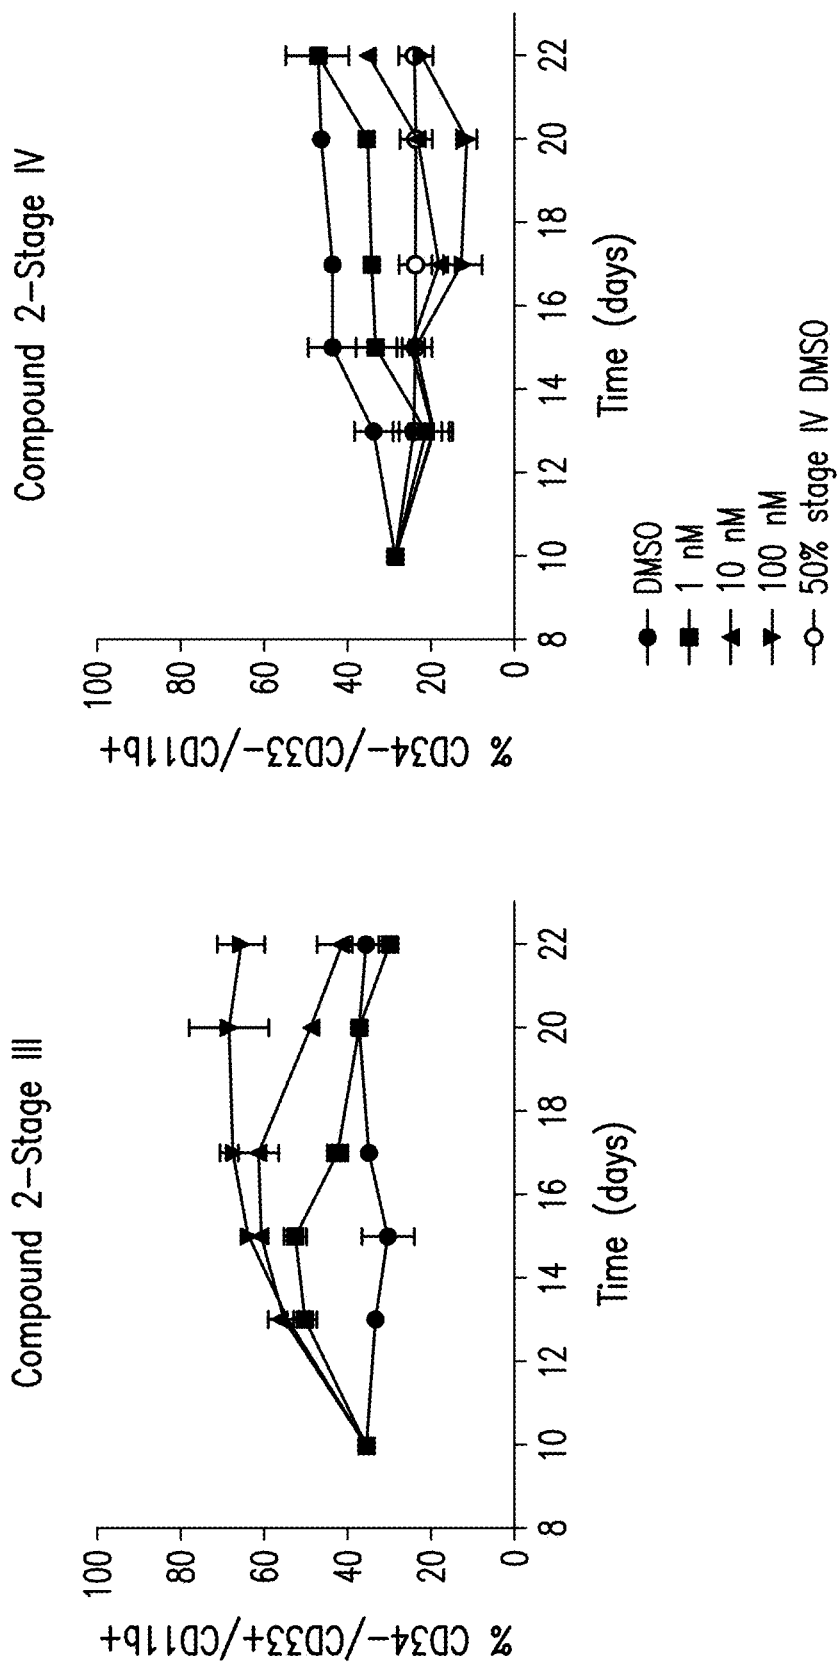 Compound 2-Stage III
% CD34-/CD33+/CD11b+
100
80
60
40
20
0
8 10 12 14 16 18 20 22
Time (days)
Compound 2-Stage IV
% CD34-/CD33-/CD11b+
100
80
60
40
20
0
8 10 12 14 16 18 20 22
Time (days)
DMSO
1 nM
10 nM
100 nM
50% stage IV DMSO